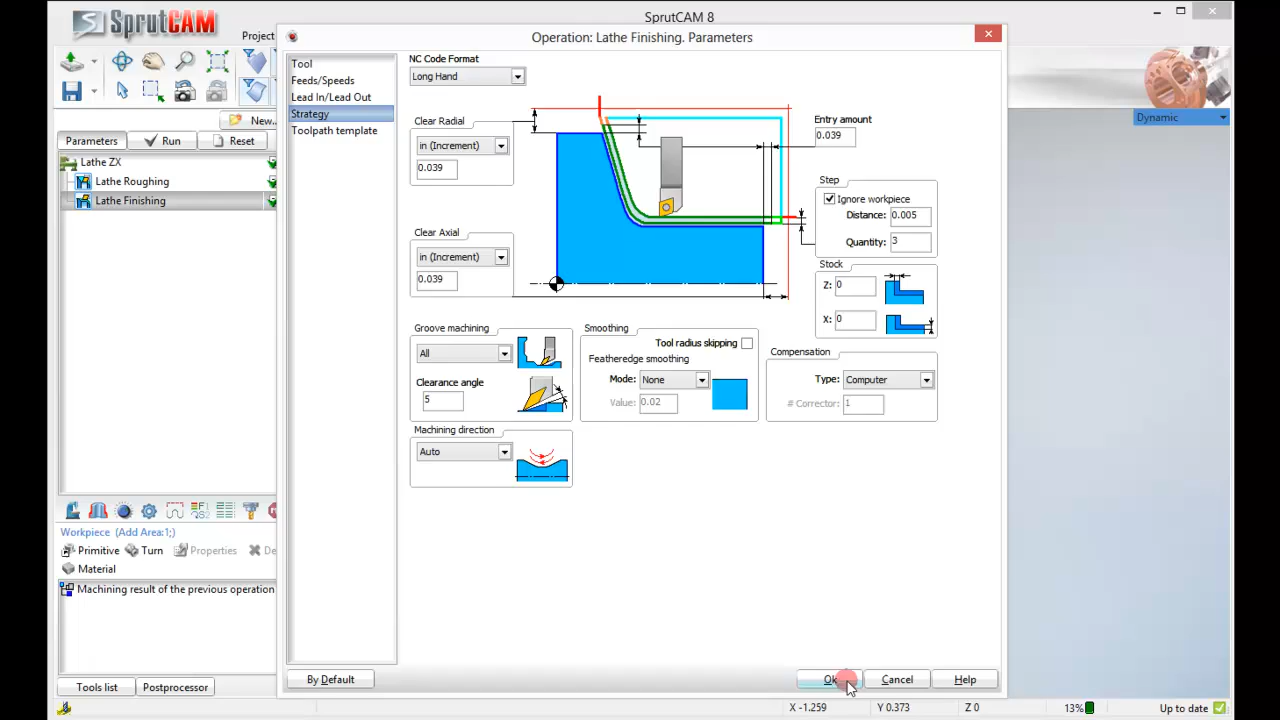 SprutCAM 8
SprutCAM
Project
Operation: Lathe Finishing. Parameters
New...
Dynamic
Parameters
Run
Reset
Lathe ZX
Lathe Roughing
Lathe Finishing
Workpiece (Add Area:1;)
Primitive
Turn
Properties
De
Material
Machining result of the previous operation
Tools list
Postprocessor
Tool
Feeds/Speeds
Lead In/Lead Out
Strategy
Toolpath template
NC Code Format
Long Hand
Clear Radial
in (Increment)
0.039
Clear Axial
in (Increment)
0.039
Entry amount
0.039
Step
Ignore workpiece
Distance: 0.005
Quantity: 3
Stock
Z: 0
X: 0
Groove machining
All
Clearance angle
5
Machining direction
Auto
Smoothing
Tool radius skipping
Featheredge smoothing
Mode: None
Value: 0.02
Compensation
Type: Computer
# Corrector: 1
By Default
Ok
Cancel
Help
X -1.259
Y 0.373
Z 0
13%
Up to date